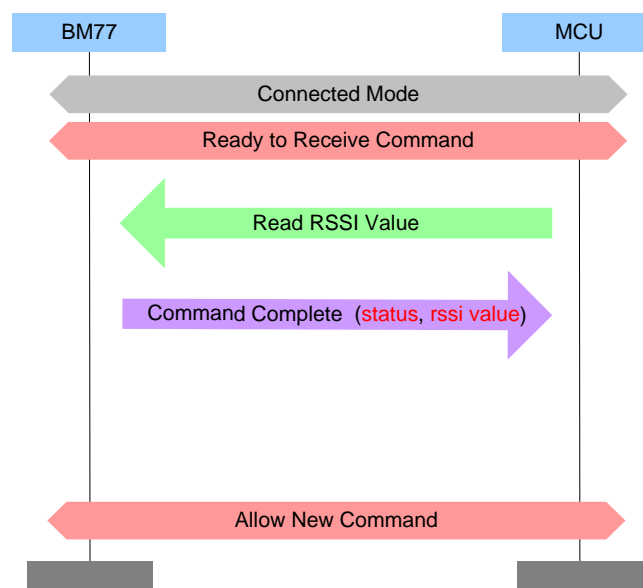 BM77 MCU
Connected Mode
Ready to Receive Command
Read RSSI Value
Command Complete (status, rssi value)
Allow New Command